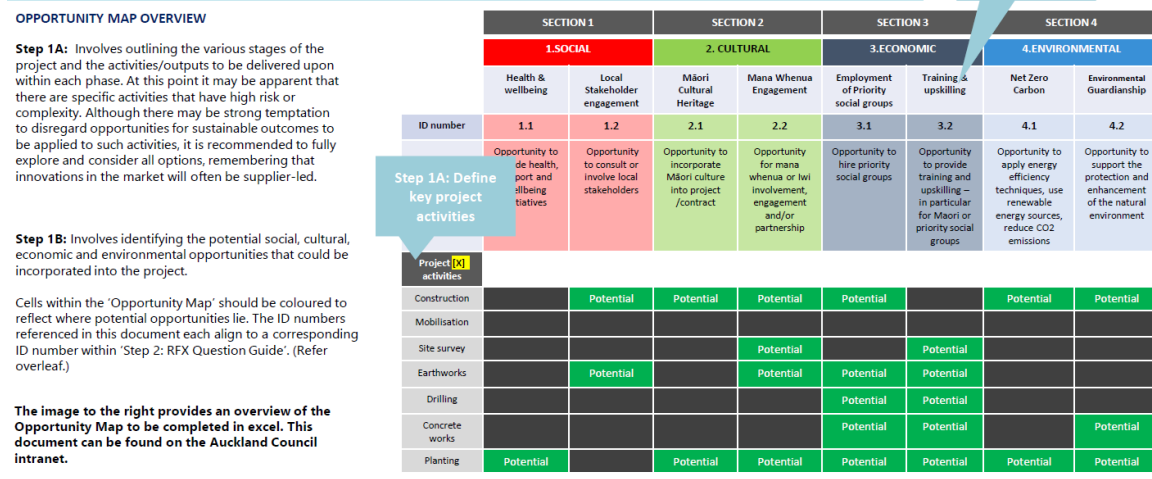 OPPORTUNITY MAP OVERVIEW
Step 1A: Involves outlining the various stages of the
project and the activities/outputs to be delivered upon
within each phase. At this point it may be apparent that
there are specific activities that have high risk or
complexity. Although there may be strong temptation
to disregard opportunities for sustainable outcomes to
be applied to such activities, it is recommended to fully
explore and consider all options, remembering that
innovations in the market will often be supplier-led.
Step 1B: Involves identifying the potential social, cultural,
economic and environmental opportunities that could be
incorporated into the project.
Cells within the 'Opportunity Map' should be coloured to
reflect where potential opportunities lie. The ID numbers
referenced in this document each align to a corresponding
ID number within 'Step 2: RFX Question Guide'. (Refer
overleaf.)
The image to the right provides an overview of the
Opportunity Map to be completed in excel. This
document can be found on the Auckland Council
intranet.
SECTION 1 SECTION 2 SECTION 3 SECTION 4
1.SOCIAL 2. CULTURAL 3.ECONOMIC 4.ENVIRONMENTAL
Health &
wellbeing
Local
Stakeholder
engagement
Māori
Cultural
Heritage
Mana Whenua
Engagement
Employment
of Priority
social groups
Training &
upskilling
Net Zero
Carbon
Environmental
Guardianship
ID number 1.1 1.2 2.1 2.2 3.1 3.2 4.1 4.2
Step 1A: Define
key project
activities
Opportunity to
health,
and
Opportunity
to consult or
involve local
stakeholders
Opportunity to
incorporate
Māori culture
into project
/contract
Opportunity
for mana
whenua or Iwi
involvement,
engagement
and/or
partnership
Opportunity to
hire priority
social groups
Opportunity
to provide
training and
upskilling –
in particular
for Maori or
priority social
groups
Opportunity to
apply energy
efficiency
techniques, use
renewable
energy sources,
reduce CO2
emissions
Opportunity to
support the
protection and
enhancement
of the natural
environment
Project [X]
activities
Construction Potential Potential Potential Potential Potential Potential
Mobilisation
Site survey Potential Potential
Earthworks Potential Potential Potential Potential
Drilling Potential Potential
Concrete
works
Potential Potential Potential
Planting Potential Potential Potential Potential Potential Potential Potential